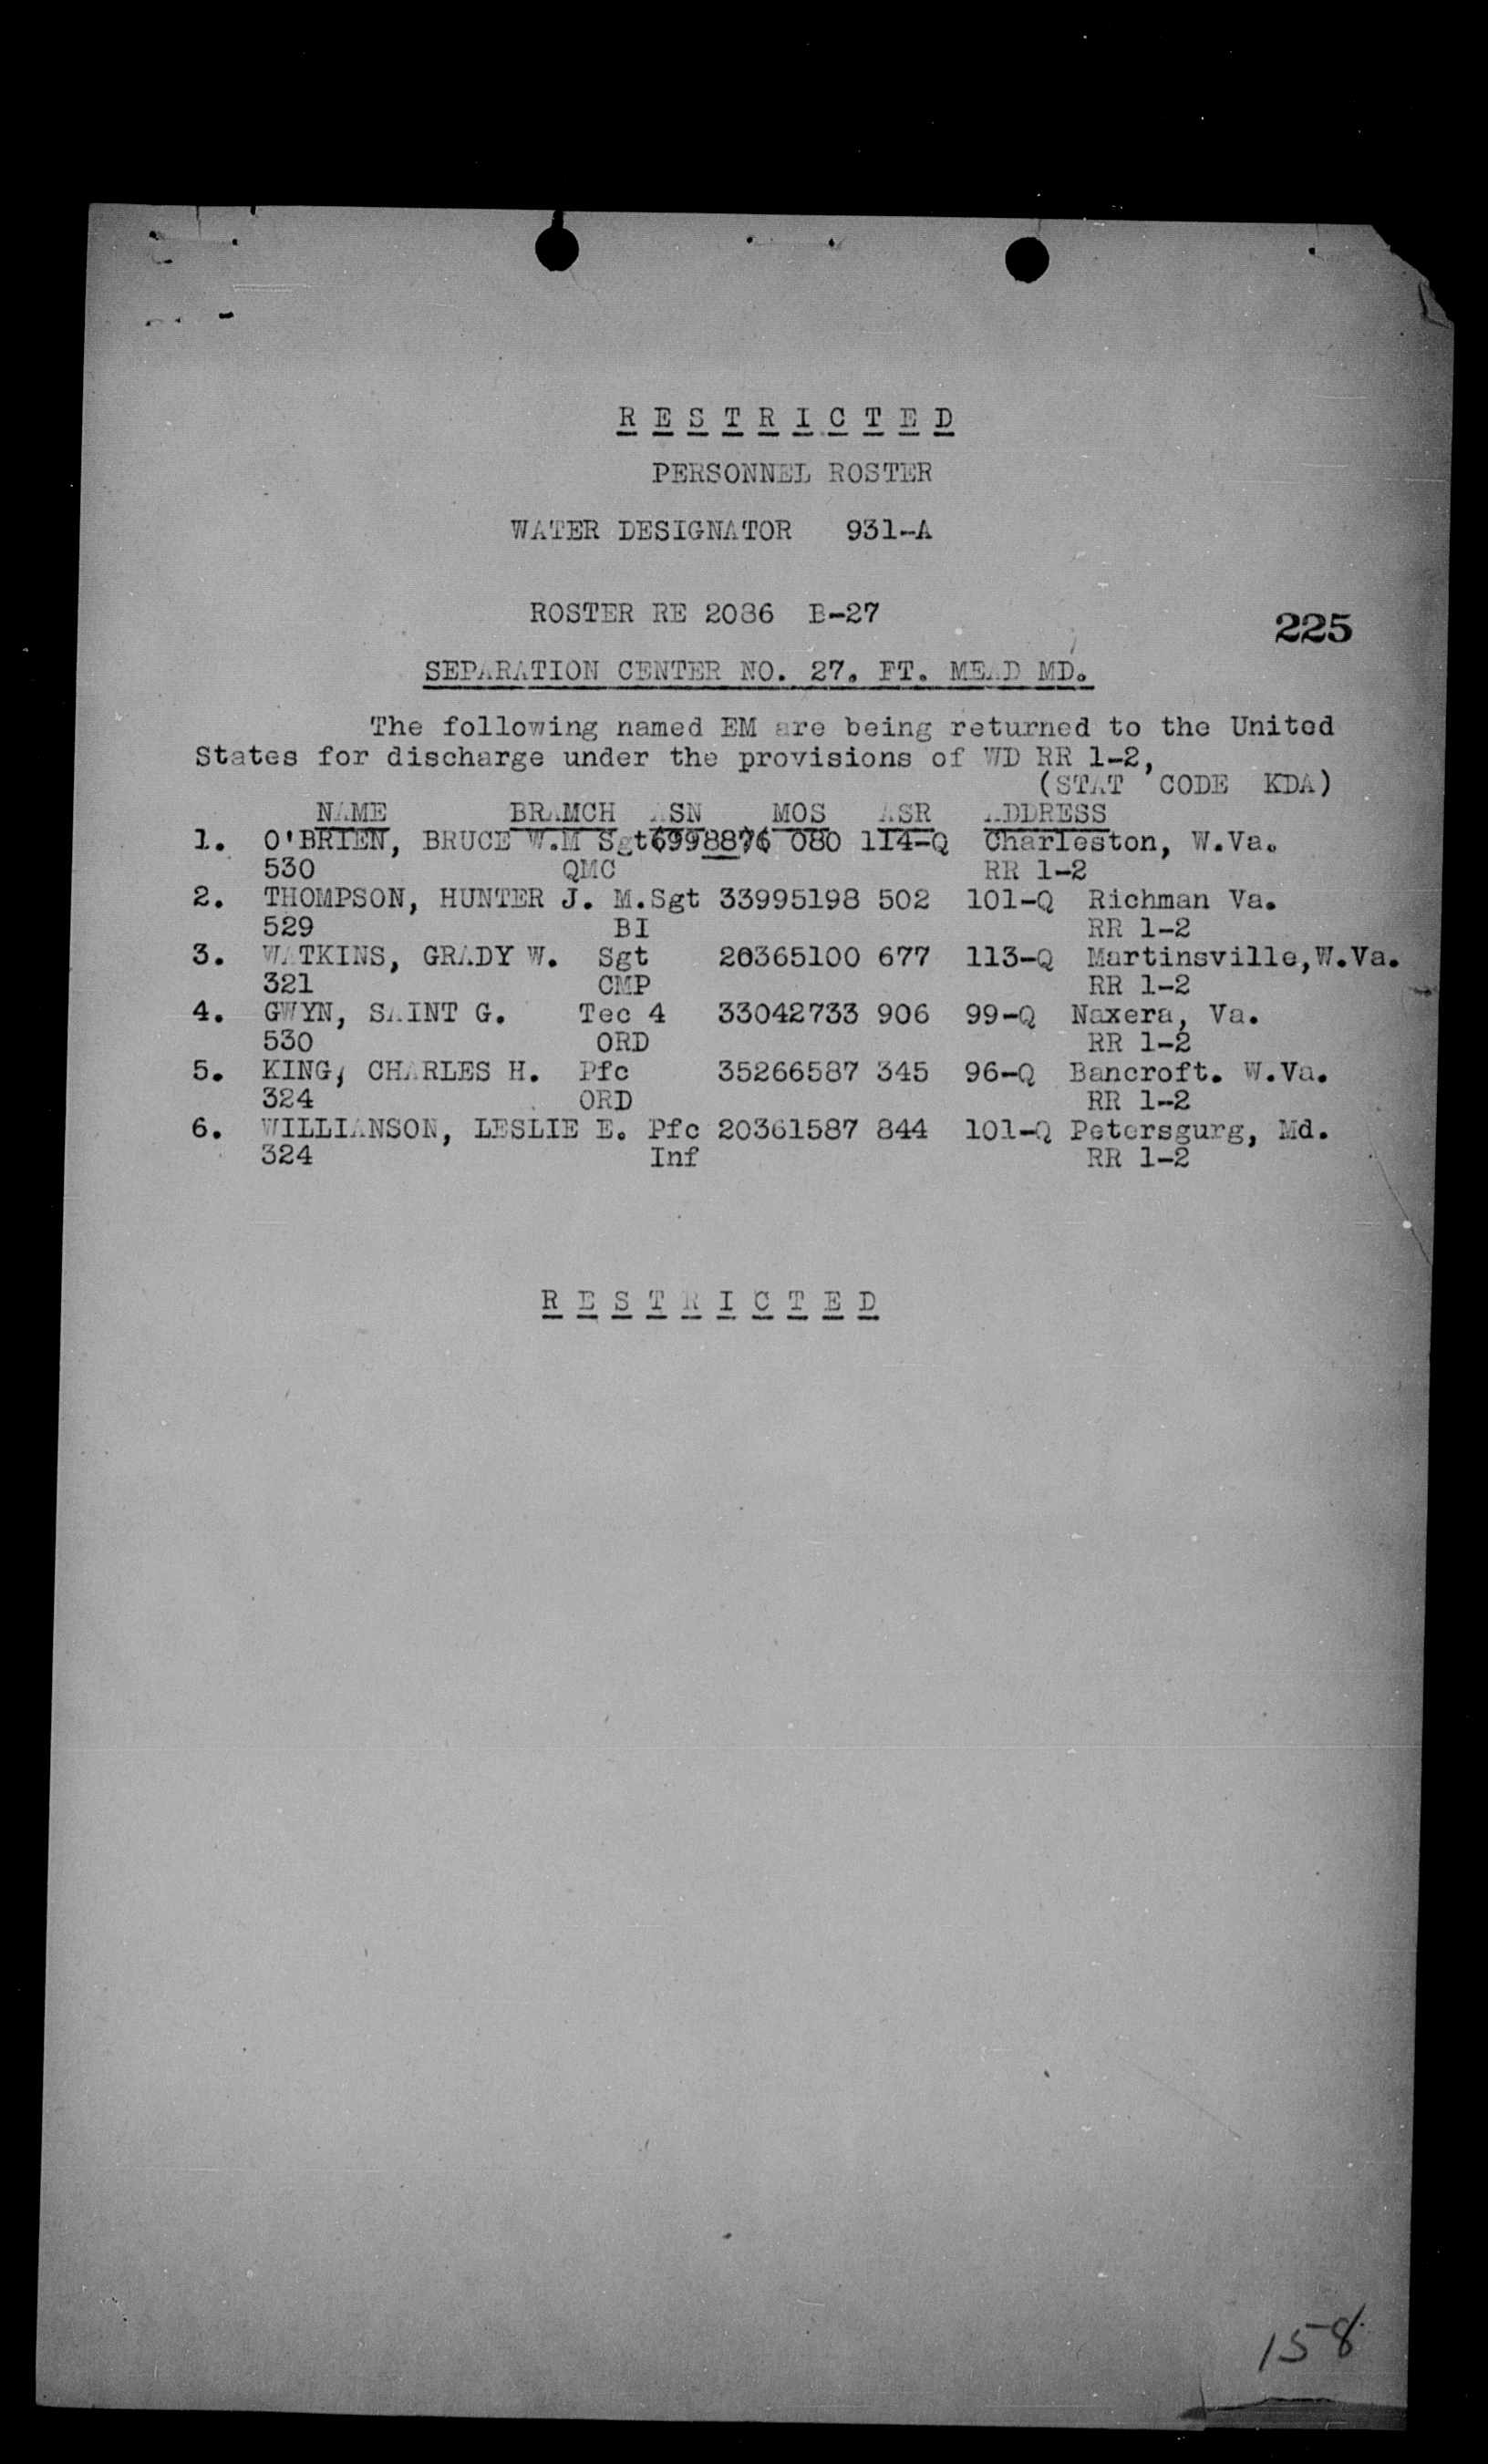 R E S T R I C T E D
PERSONNEL ROSTER
WATER DESIGNATOR 931-A
ROSTER RE 2086 B-27
225
SEPARATION CENTER NO. 27. FT. MEAD MD.
The following named EM are being returned to the United
States for discharge under the provisions of WD RR 1-2,
(STAT CODE KDA)
NAME BRAMCH ASN MOS ASR ADDRESS
1. O'BRIEN, BRUCE W.M Sgt 6998876 080 114-Q Charleston, W.Va.
530 QMC RR 1-2
2. THOMPSON, HUNTER J. M.Sgt 33995198 502 101-Q Richman Va.
529 BI RR 1-2
3. WATKINS, GRADY W. Sgt 20365100 677 113-Q Martinsville,W.Va.
321 CMP RR 1-2
4. GWYN, SAINT G. Tec 4 33042733 906 99-Q Naxera, Va.
530 ORD RR 1-2
5. KING, CHARLES H. Pfc 35266587 345 96-Q Bancroft. W.Va.
324 ORD RR 1-2
6. WILLIANSON, LESLIE E. Pfc 20361587 844 101-Q Petersgurg, Md.
324 Inf RR 1-2
R E S T R I C T E D
158